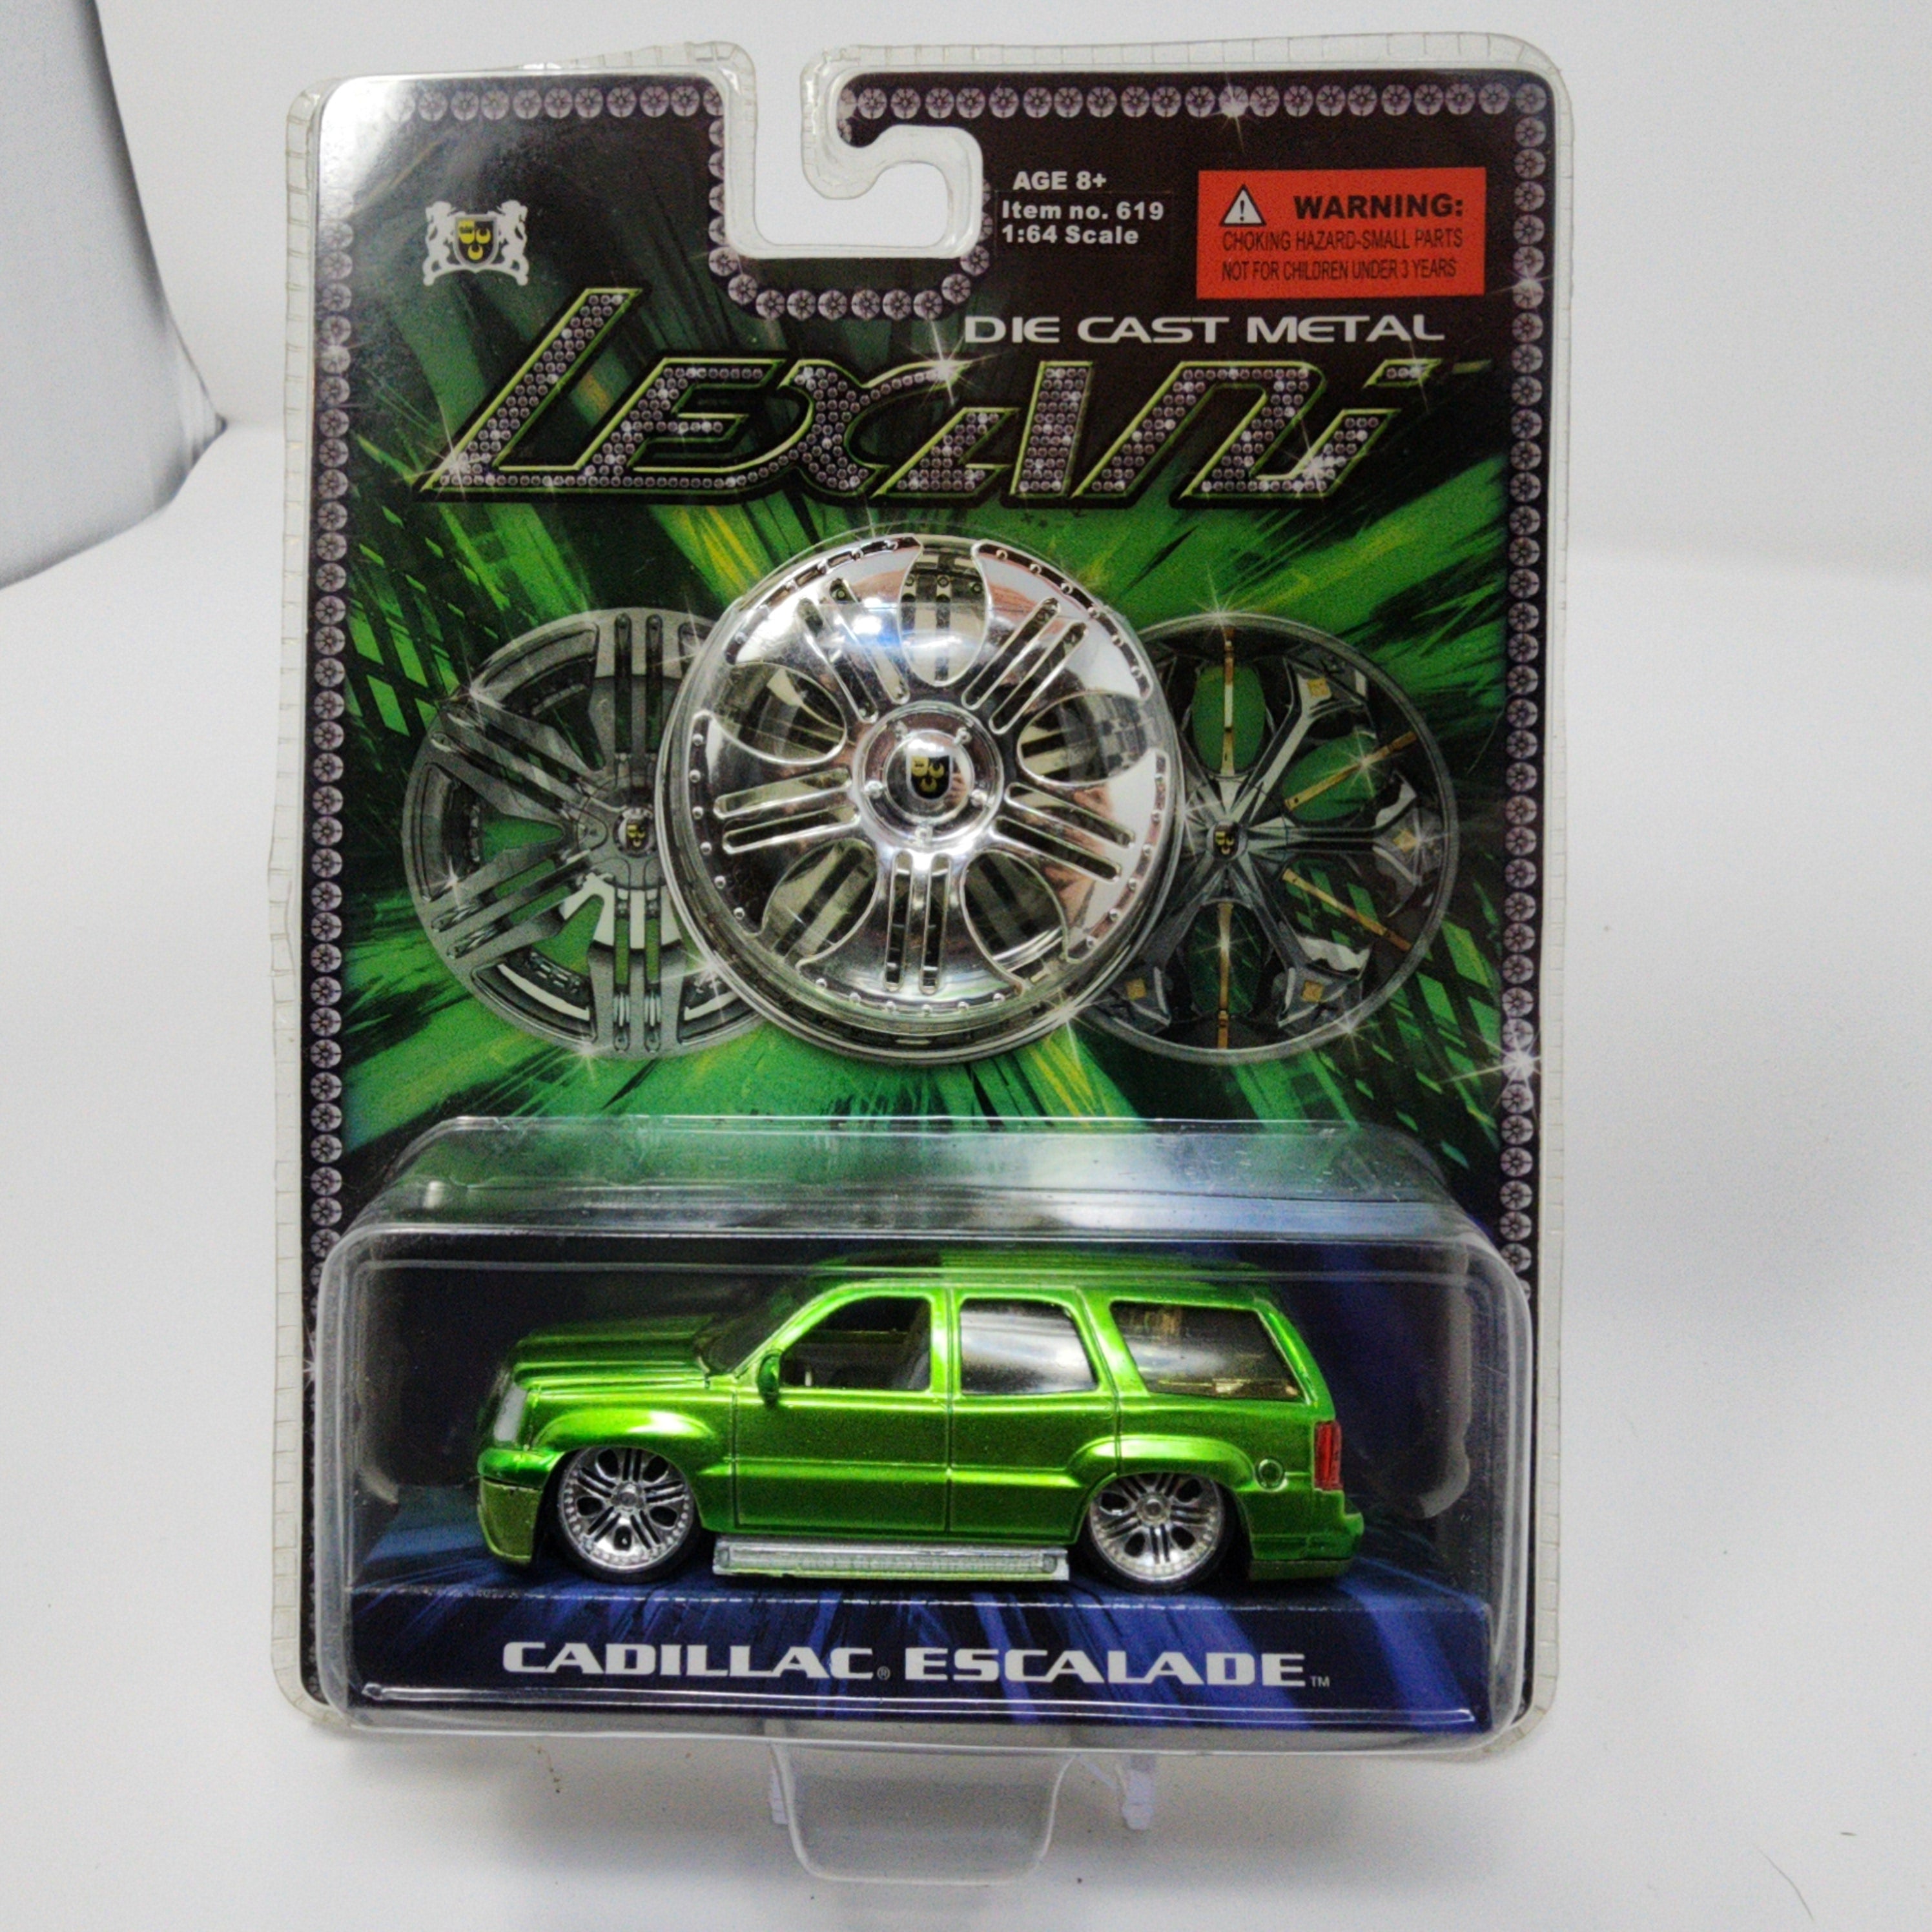 AGE 8+
Item no. 619
1:64 Scale
WARNING:
CHOKING HAZARD-SMALL PARTS
NOT FOR CHILDREN UNDER 3 YEARS
DIE CAST METAL
LEXANi
CADILLAC® ESCALADE™